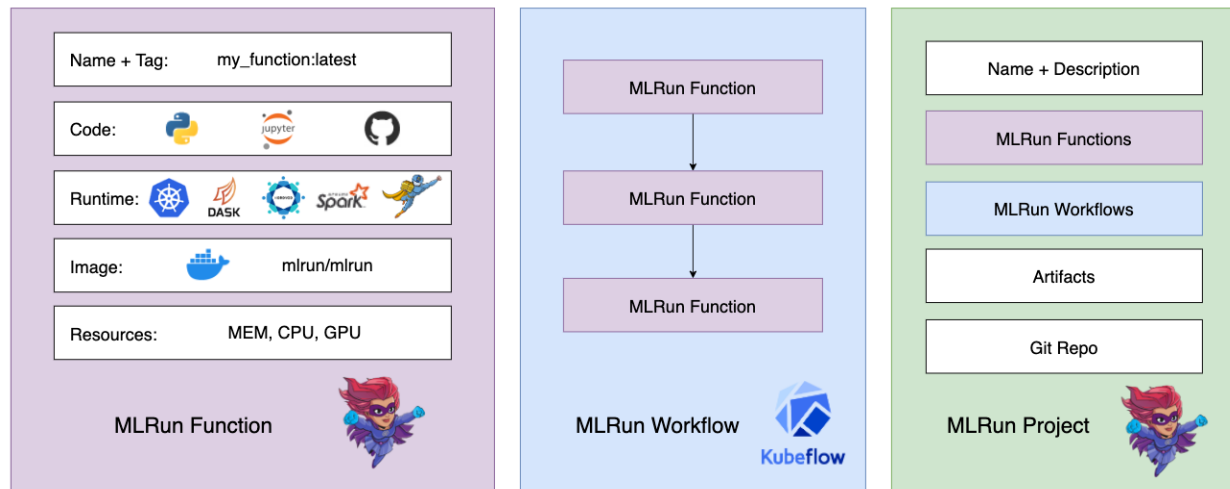 Name + Tag: my_function:latest
Code: jupyter
Runtime: DASK HOROVOD APACHE Spark
Image: mlrun/mlrun
Resources: MEM, CPU, GPU
MLRun Function
MLRun Function
MLRun Function
MLRun Function
MLRun Workflow
Kubeflow
Name + Description
MLRun Functions
MLRun Workflows
Artifacts
Git Repo
MLRun Project